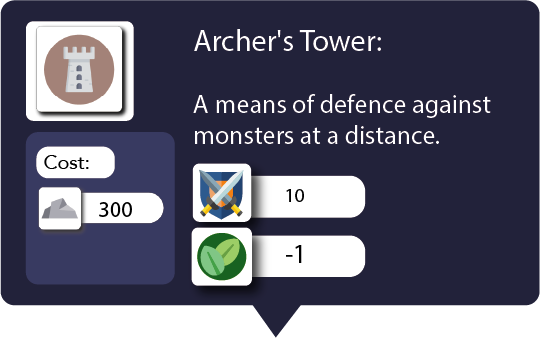 Archer's Tower:
A means of defence against
monsters at a distance.
Cost:
300
10
-1